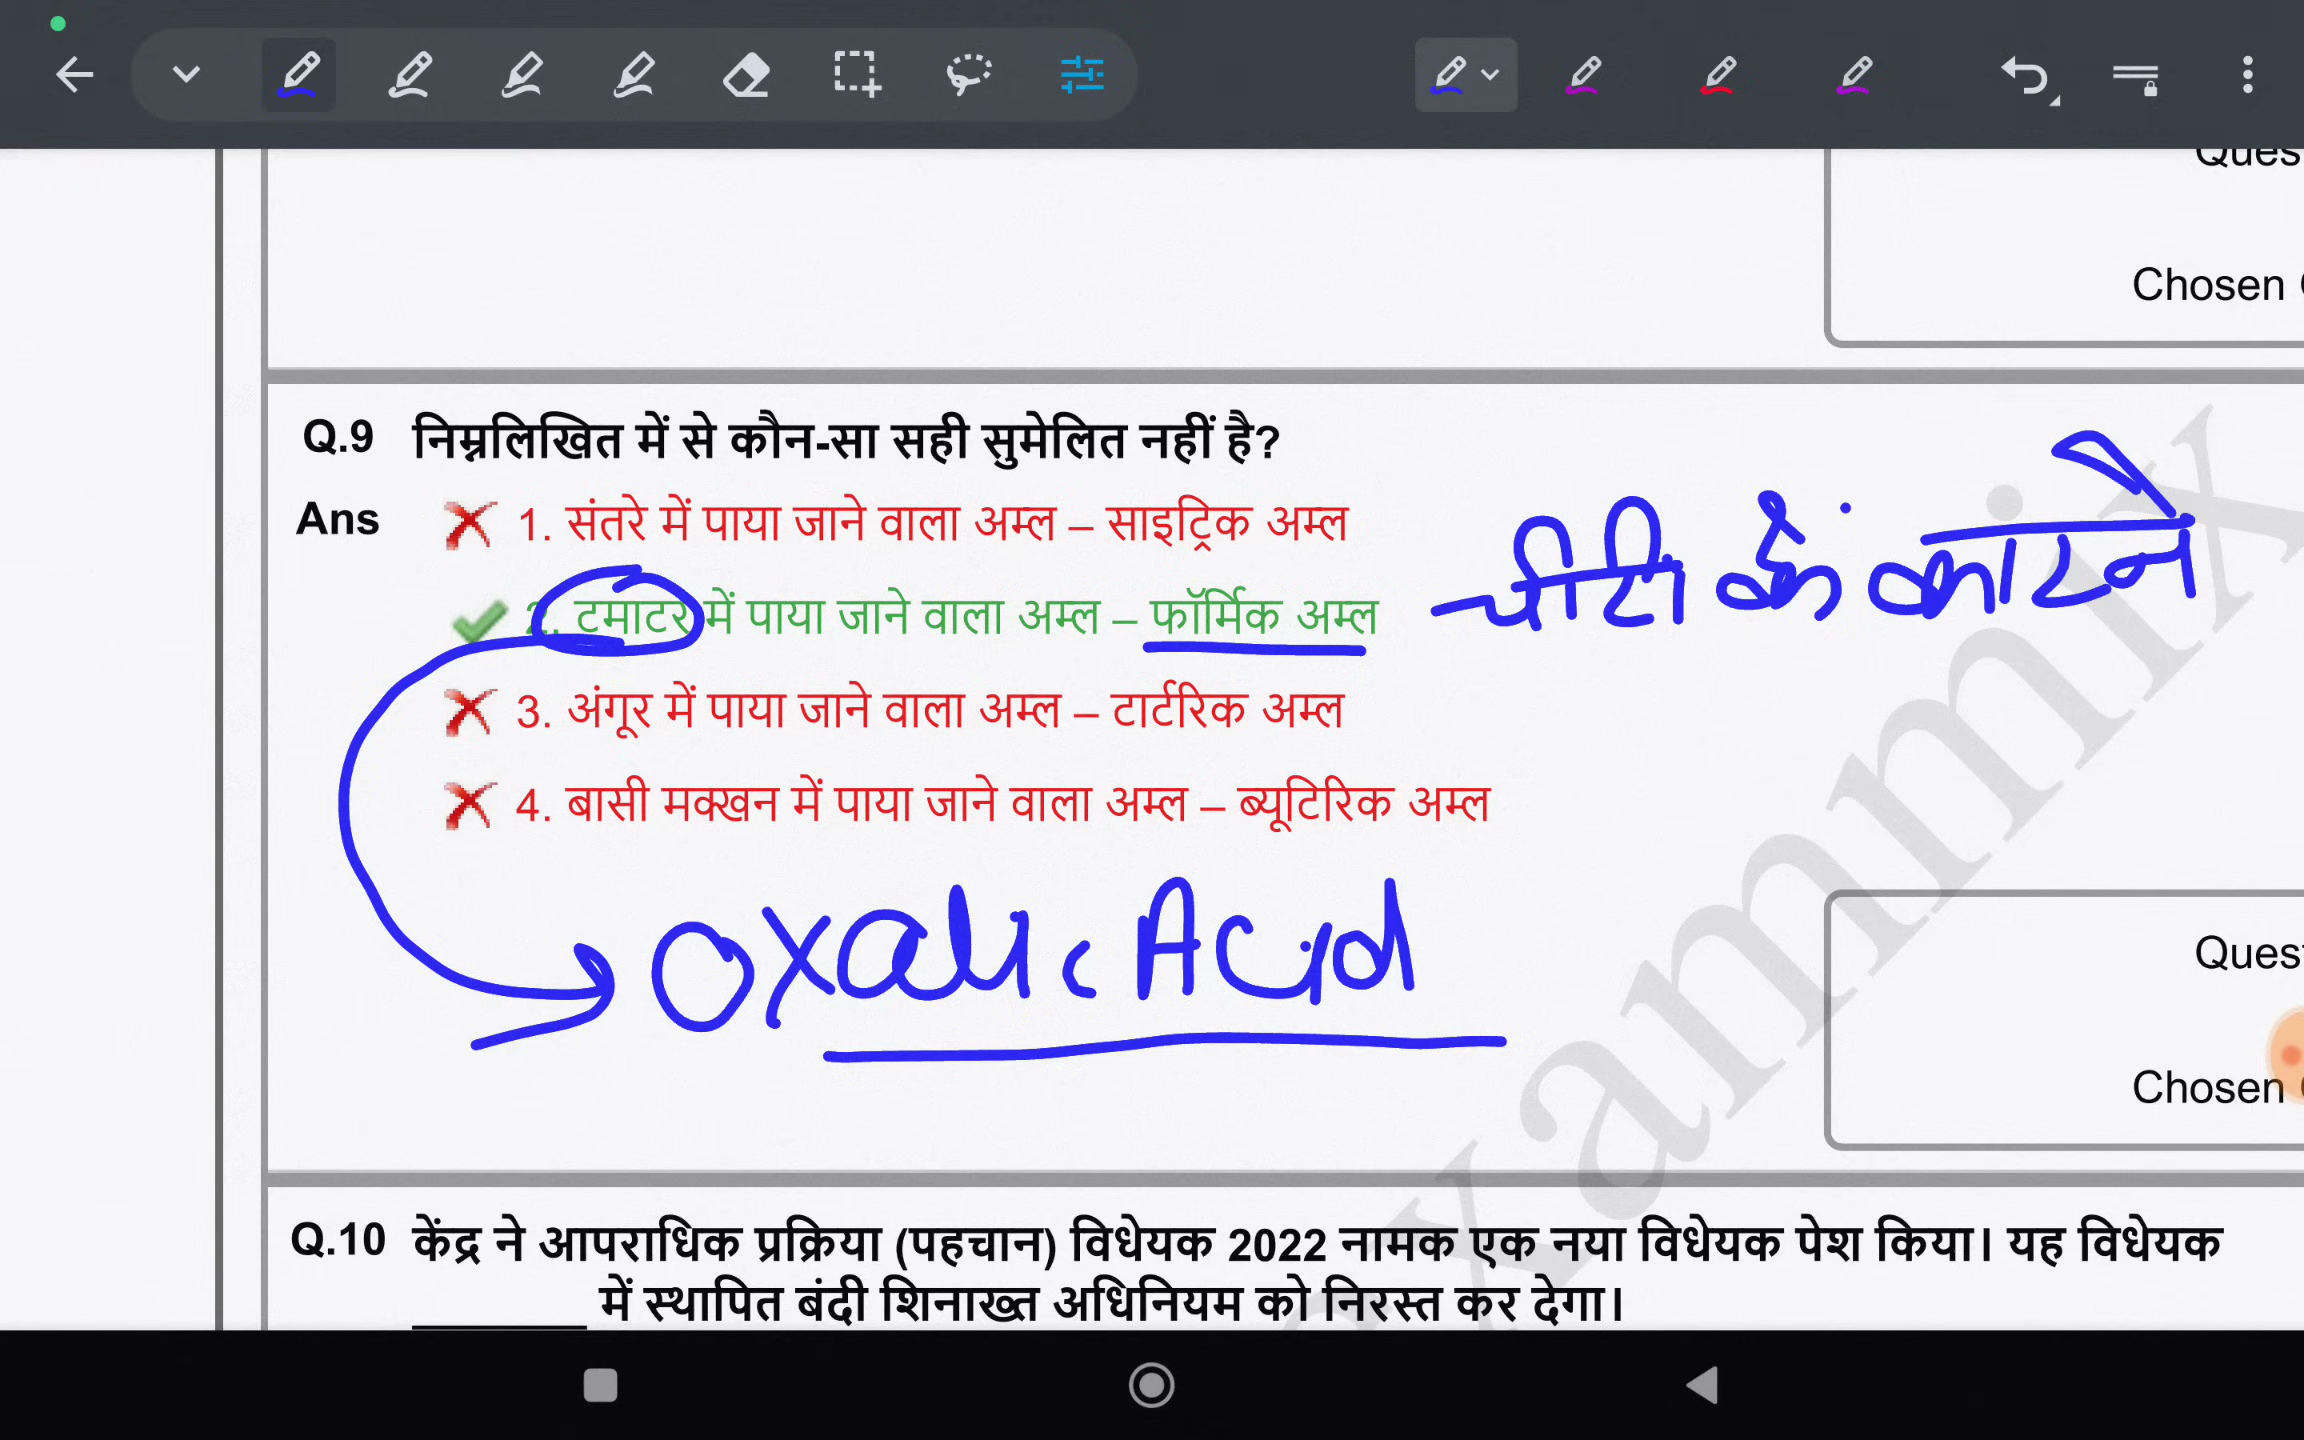 Ques
Chosen
Q.9 निम्नलिखित में से कौन-सा सही सुमेलित नहीं है?
Ans 1. संतरे में पाया जाने वाला अम्ल – साइट्रिक अम्ल
2. टमाटर में पाया जाने वाला अम्ल – फॉर्मिक अम्ल
चीटी के काटने
3. अंगूर में पाया जाने वाला अम्ल – टार्टरिक अम्ल
4. बासी मक्खन में पाया जाने वाला अम्ल – ब्यूटिरिक अम्ल
Oxalic Acid
Ques
Chosen
Q.10 केंद्र ने आपराधिक प्रक्रिया (पहचान) विधेयक 2022 नामक एक नया विधेयक पेश किया। यह विधेयक
______ में स्थापित बंदी शिनाख्त अधिनियम को निरस्त कर देगा।
xammix